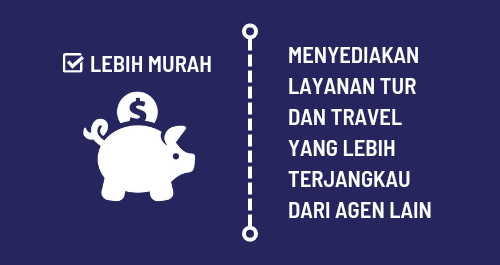 LEBIH MURAH
$
MENYEDIAKAN
LAYANAN TUR
DAN TRAVEL
YANG LEBIH
TERJANGKAU
DARI AGEN LAIN